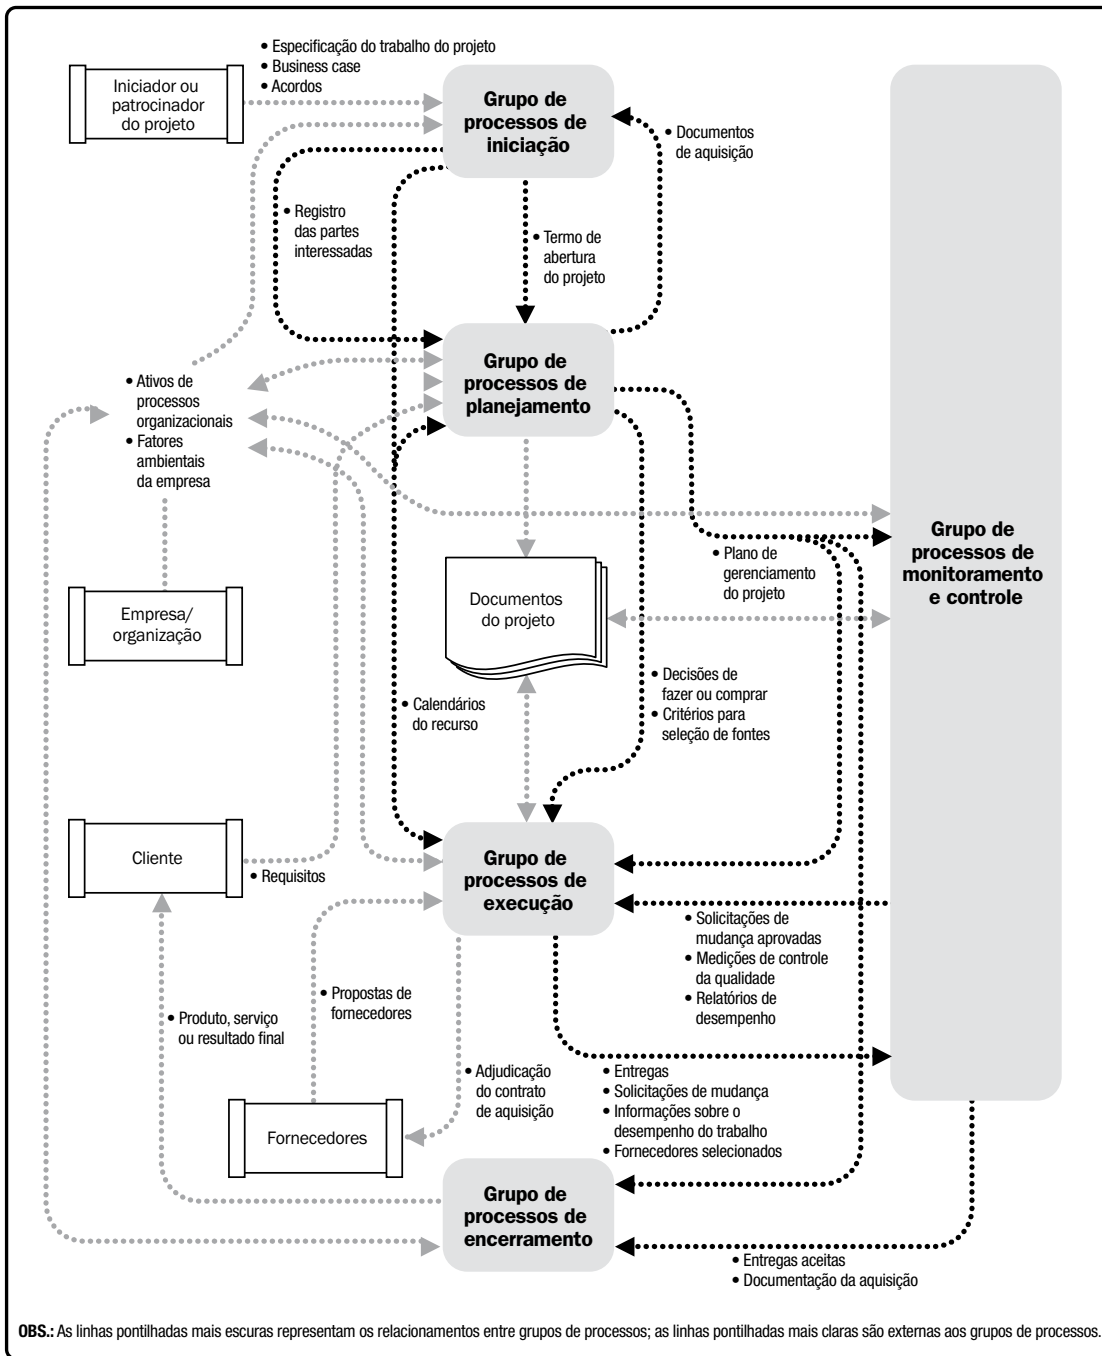 • Especificação do trabalho do projeto
• Business case
• Acordos
Iniciador ou
patrocinador
do projeto
Grupo de
processos de
iniciação
• Documentos
de aquisição
• Registro
das partes
interessadas
• Termo de
abertura
do projeto
Grupo de
processos de
planejamento
• Ativos de
processos
organizacionais
• Fatores
ambientais
da empresa
Grupo de
processos de
monitoramento
e controle
• Plano de
gerenciamento
do projeto
Empresa/
organização
Documentos
do projeto
• Decisões de
fazer ou comprar
• Critérios para
seleção de fontes
• Calendários
do recurso
Cliente
• Requisitos
Grupo de
processos de
execução
• Solicitações de
mudança aprovadas
• Medições de controle
da qualidade
• Relatórios de
desempenho
• Propostas de
fornecedores
• Produto, serviço
ou resultado final
• Adjudicação
do contrato
de aquisição
• Entregas
• Solicitações de mudança
• Informações sobre o
desempenho do trabalho
• Fornecedores selecionados
Fornecedores
Grupo de
processos de
encerramento
• Entregas aceitas
• Documentação da aquisição
OBS.: As linhas pontilhadas mais escuras representam os relacionamentos entre grupos de processos; as linhas pontilhadas mais claras são externas aos grupos de processos.